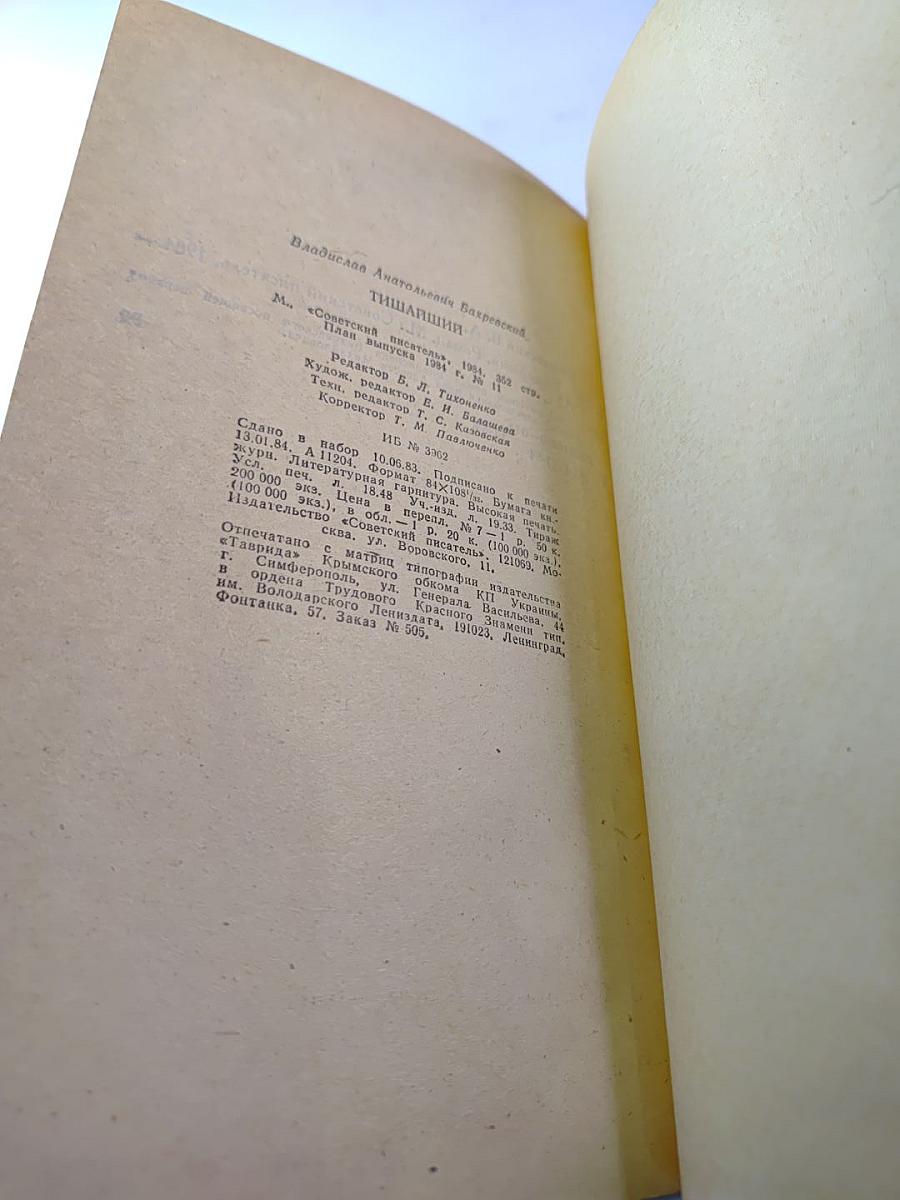 Владислав Анатольевич Бахревский
ТИШАЙШИЙ
М., «Советский писатель», 1984, 352 стр.
План выпуска 1984 г. № 11
Редактор Б. Л. Тихоненко
Худож. редактор Е. И. Балашева
Техн. редактор Т. С. Казовская
Корректор Т. М. Павлюченко
ИБ № 3962
Сдано в набор 10.06.83. Подписано к печати
13.01.84. А 11204. Формат 84×108¹/₃₂. Бумага кн.-
журн. Литературная гарнитура. Высокая печать.
Усл. печ. л. 18,48 Уч.-изд. л. 19.33. Тираж
200 000 экз. Цена в перепл. № 7 — 1 р. 50 к.
(100 000 экз.), в обл. — 1 р. 20 к. (100 000 экз.).
Издательство «Советский писатель», 121069, Мо-
сква, ул. Воровского, 11.
Отпечатано с матриц типографии издательства
«Таврида» Крымского обкома КП Украины,
г. Симферополь, ул. Генерала Васильева, 44
в ордена Трудового Красного Знамени тип.
им. Володарского Лениздата, 191023, Ленинград,
Фонтанка, 57. Заказ № 505.